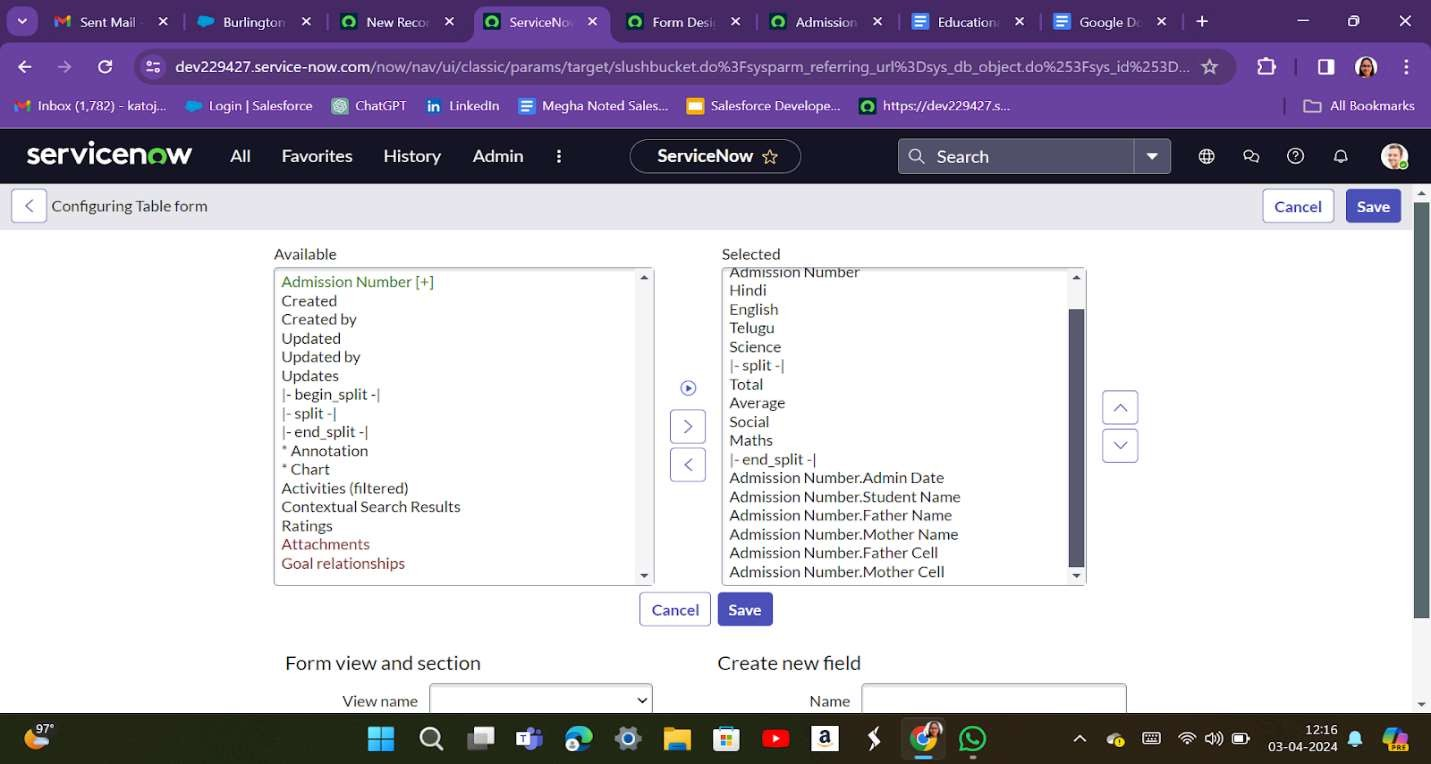 Sent Mail
Burlington
New Recor
ServiceNov
Form Desi
Admission
Education
Google Do
dev229427.service-now.com/now/nav/ui/classic/params/target/slushbucket.do%3Fsysparm_referring_url%3Dsys_db_object.do%253Fsys_id%253D...
Inbox (1,782) - katoj...
Login | Salesforce
ChatGPT
LinkedIn
Megha Noted Sales...
Salesforce Develope...
https://dev229427.s...
All Bookmarks
servicenow
All
Favorites
History
Admin
ServiceNow
Search
Configuring Table form
Cancel
Save
Available
Admission Number [+]
Created
Created by
Updated
Updated by
Updates
|- begin_split -|
|- split -|
|- end_split -|
* Annotation
* Chart
Activities (filtered)
Contextual Search Results
Ratings
Attachments
Goal relationships
Selected
Admission Number
Hindi
English
Telugu
Science
|- split -|
Total
Average
Social
Maths
|- end_split -|
Admission Number.Admin Date
Admission Number.Student Name
Admission Number.Father Name
Admission Number.Mother Name
Admission Number.Father Cell
Admission Number.Mother Cell
Cancel
Save
Form view and section
Create new field
View name
Name
97°
12:16
03-04-2024
PRE